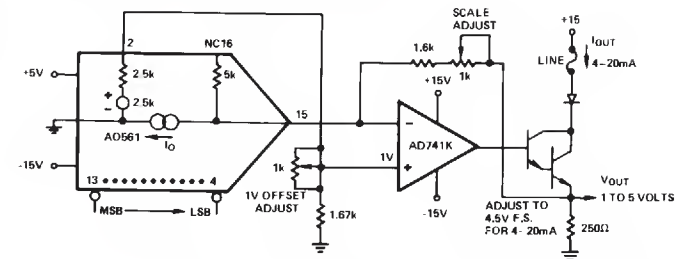 SCALE
ADJUST
+15
2
NC16
1.6k
1k
IOUT
4-20mA
LINE
+5V
+
2.5k
5k
+15V
-
2.5k
15
-
AO561
IO
AD741K
1k
1V
+
-15V
13
4
1V OFFSET
ADJUST
1.67k
-15V
ADJUST TO
4.5V F.S.
FOR 4-20mA
VOUT
1 TO 5 VOLTS
250Ω
MSB
LSB